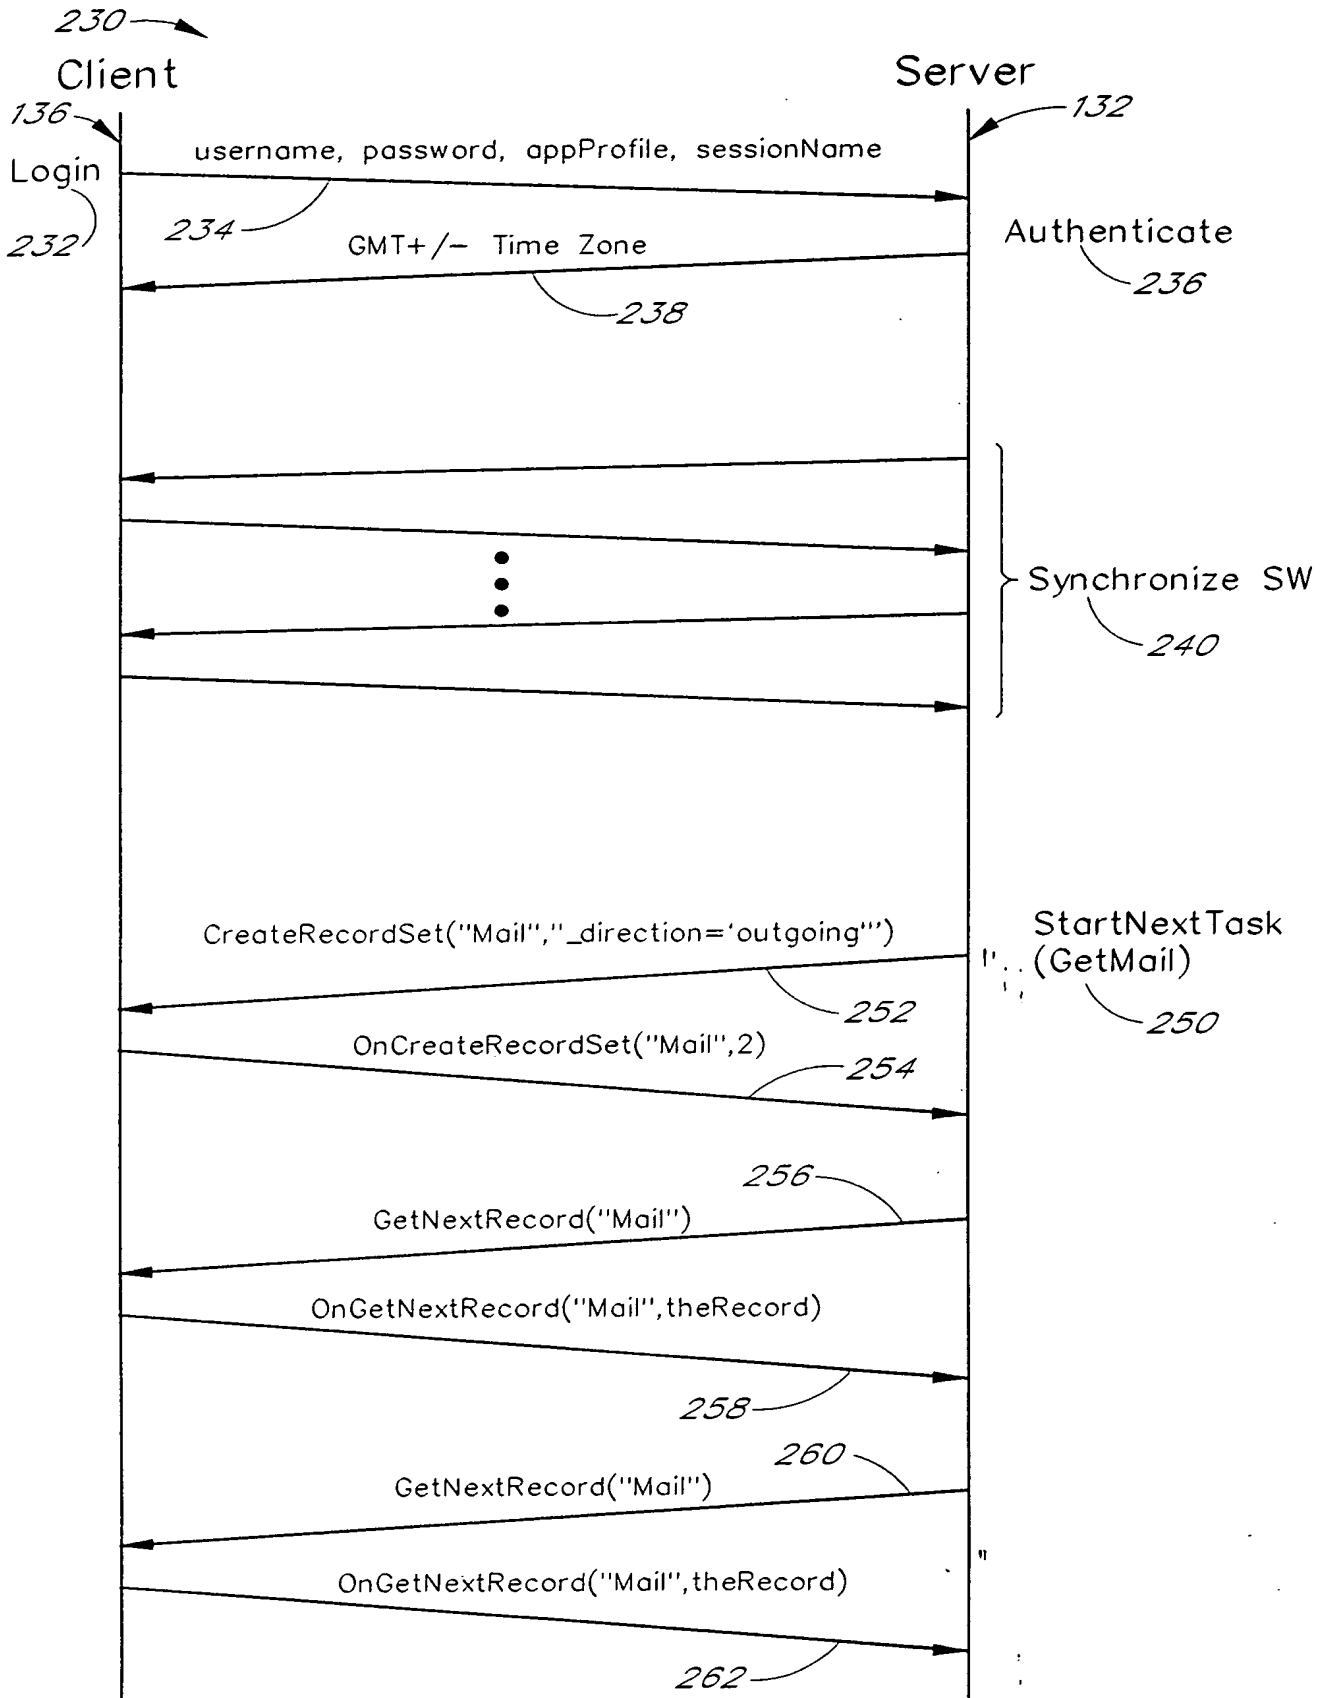 230
Client
Server
136
132
username, password, appProfile, sessionName
Login
234
232
GMT+/- Time Zone
Authenticate
236
238
Synchronize SW
240
CreateRecordSet("Mail","_direction='outgoing'")
StartNextTask
(GetMail)
252
250
OnCreateRecordSet("Mail",2)
254
256
GetNextRecord("Mail")
OnGetNextRecord("Mail",theRecord)
258
260
GetNextRecord("Mail")
OnGetNextRecord("Mail",theRecord)
262